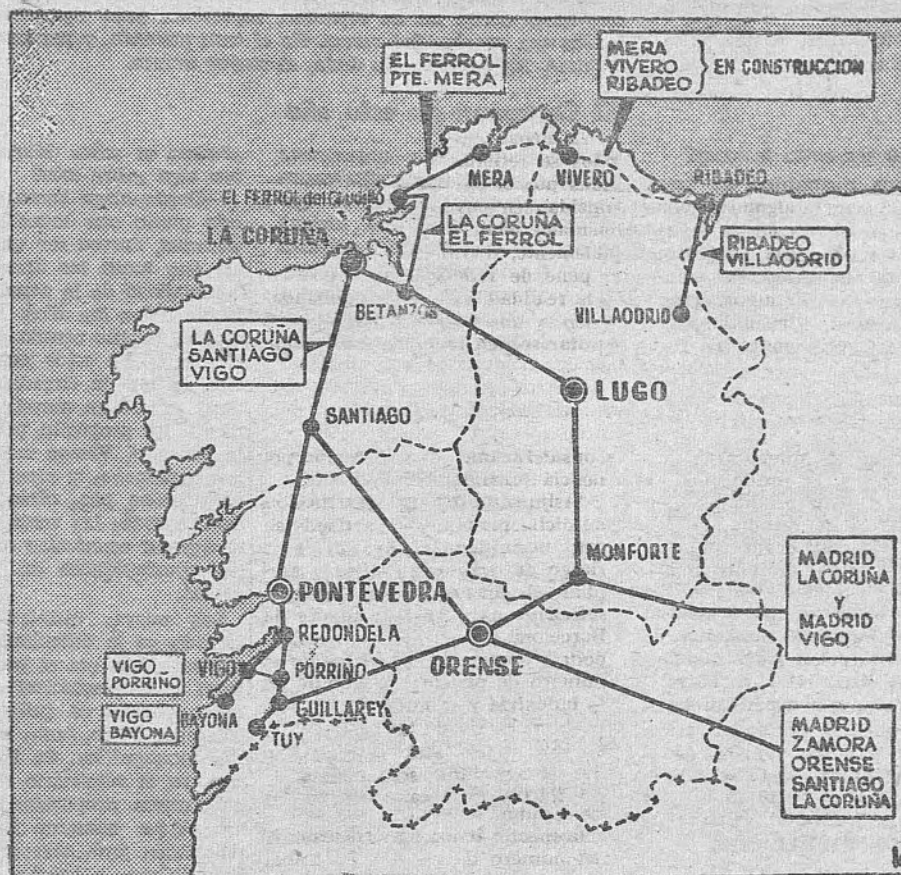 EL FERROL
PTE. MERA
MERA
VIVERO
RIBADEO
EN CONSTRUCCION
MERA
VIVERO
RIBADEO
EL FERROL del Caudillo
LA CORUÑA
EL FERROL
LA CORUÑA
RIBADEO
VILLAODRID
BETANZOS
VILLAODRID
LA CORUÑA
SANTIAGO
VIGO
LUGO
SANTIAGO
MONFORTE
MADRID
LA CORUÑA
Y
MADRID
VIGO
PONTEVEDRA
REDONDELA
ORENSE
VIGO -
PORRIÑO
VIGO
PORRIÑO
VIGO
BAYONA
BAYONA
GUILLAREY
TUY
MADRID
ZAMORA
ORENSE
SANTIAGO
LA CORUÑA